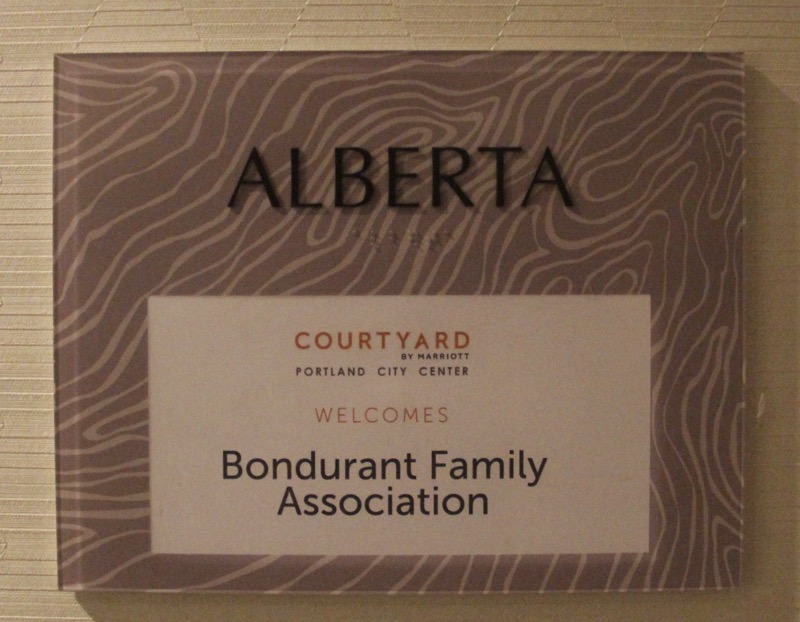 ALBERTA
COURTYARD
BY MARRIOTT
PORTLAND CITY CENTER
WELCOMES
Bondurant Family
Association